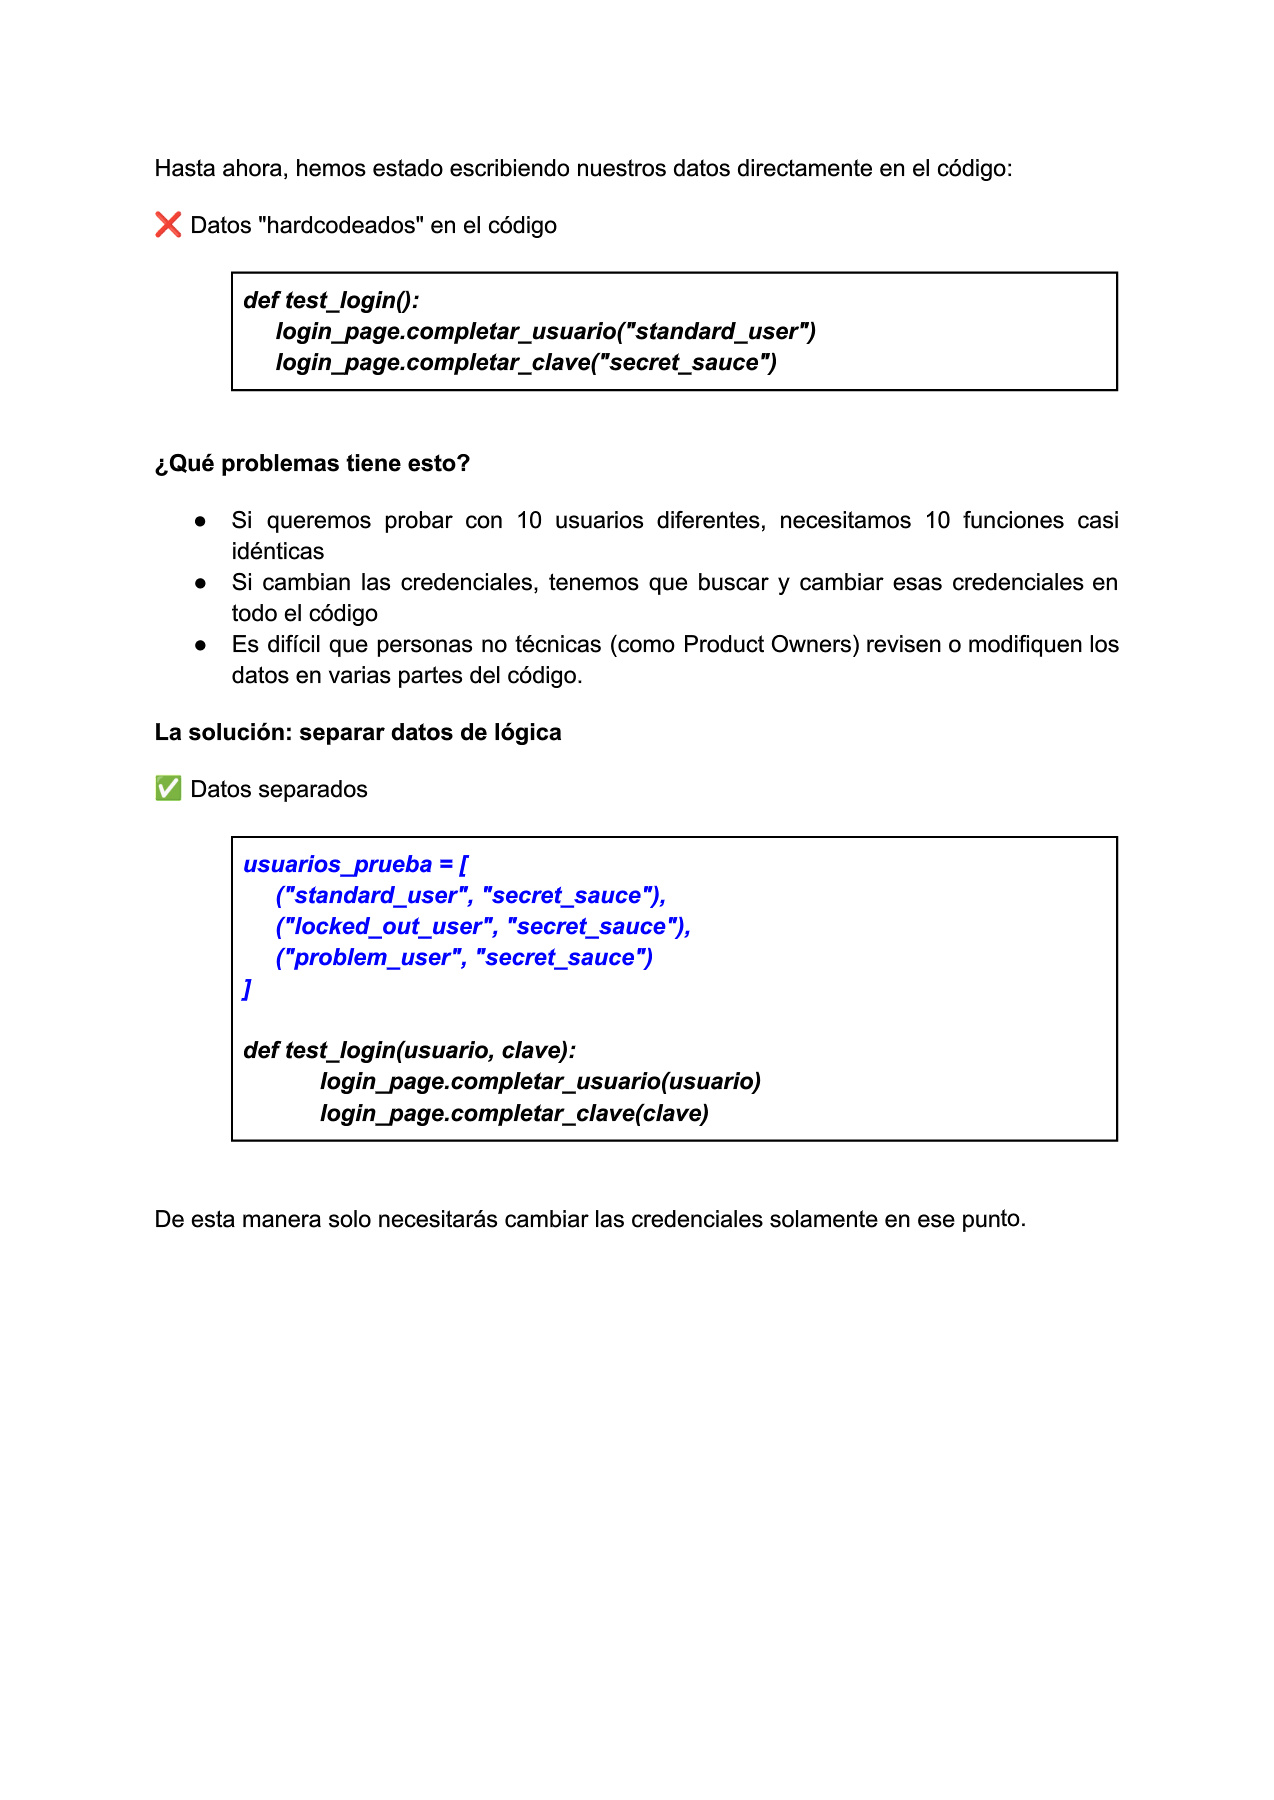 Hasta ahora, hemos estado escribiendo nuestros datos directamente en el código:
❌ Datos "hardcodeados" en el código
def test_login():
login_page.completar_usuario("standard_user")
login_page.completar_clave("secret_sauce")
¿Qué problemas tiene esto?
● Si queremos probar con 10 usuarios diferentes, necesitamos 10 funciones casi
idénticas
● Si cambian las credenciales, tenemos que buscar y cambiar esas credenciales en
todo el código
● Es difícil que personas no técnicas (como Product Owners) revisen o modifiquen los
datos en varias partes del código.
La solución: separar datos de lógica
✅ Datos separados
usuarios_prueba = [
("standard_user", "secret_sauce"),
("locked_out_user", "secret_sauce"),
("problem_user", "secret_sauce")
]
def test_login(usuario, clave):
login_page.completar_usuario(usuario)
login_page.completar_clave(clave)
De esta manera solo necesitarás cambiar las credenciales solamente en ese punto.